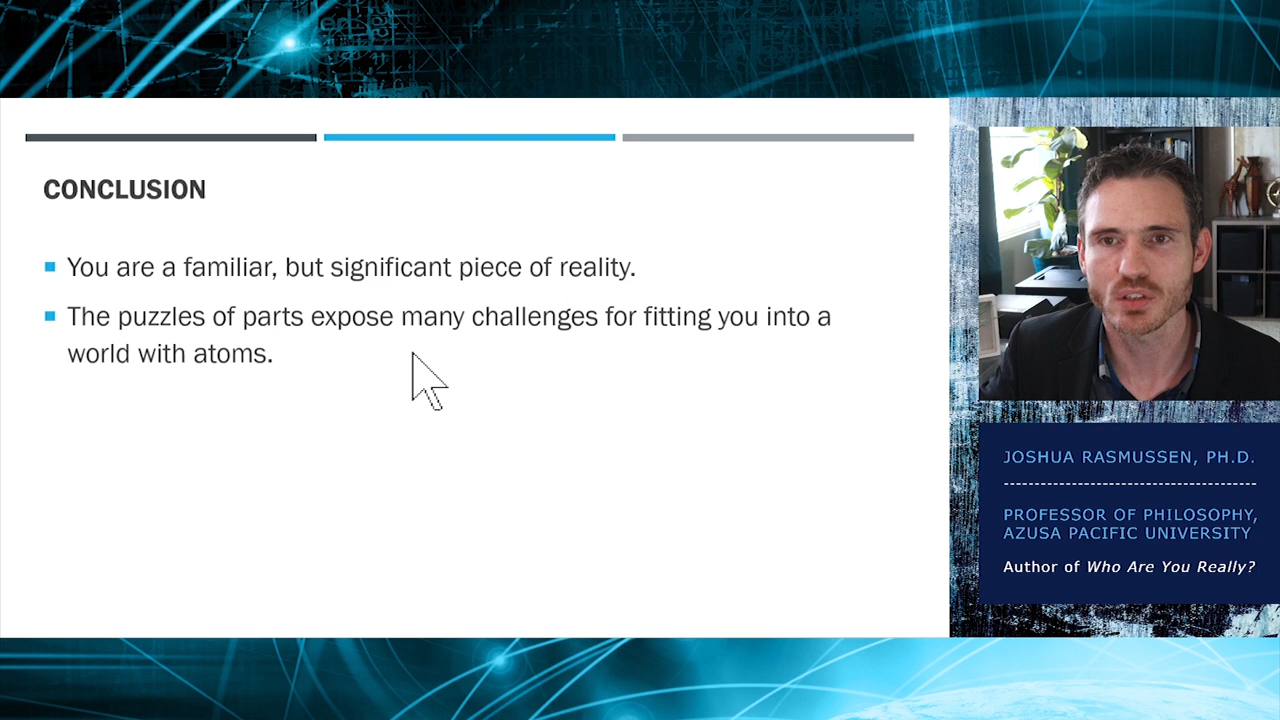 CONCLUSION
You are a familiar, but significant piece of reality.
The puzzles of parts expose many challenges for fitting you into a
world with atoms.
JOSHUA RASMUSSEN, PH.D.
-----------------------------------------
PROFESSOR OF PHILOSOPHY,
AZUSA PACIFIC UNIVERSITY
Author of Who Are You Really?